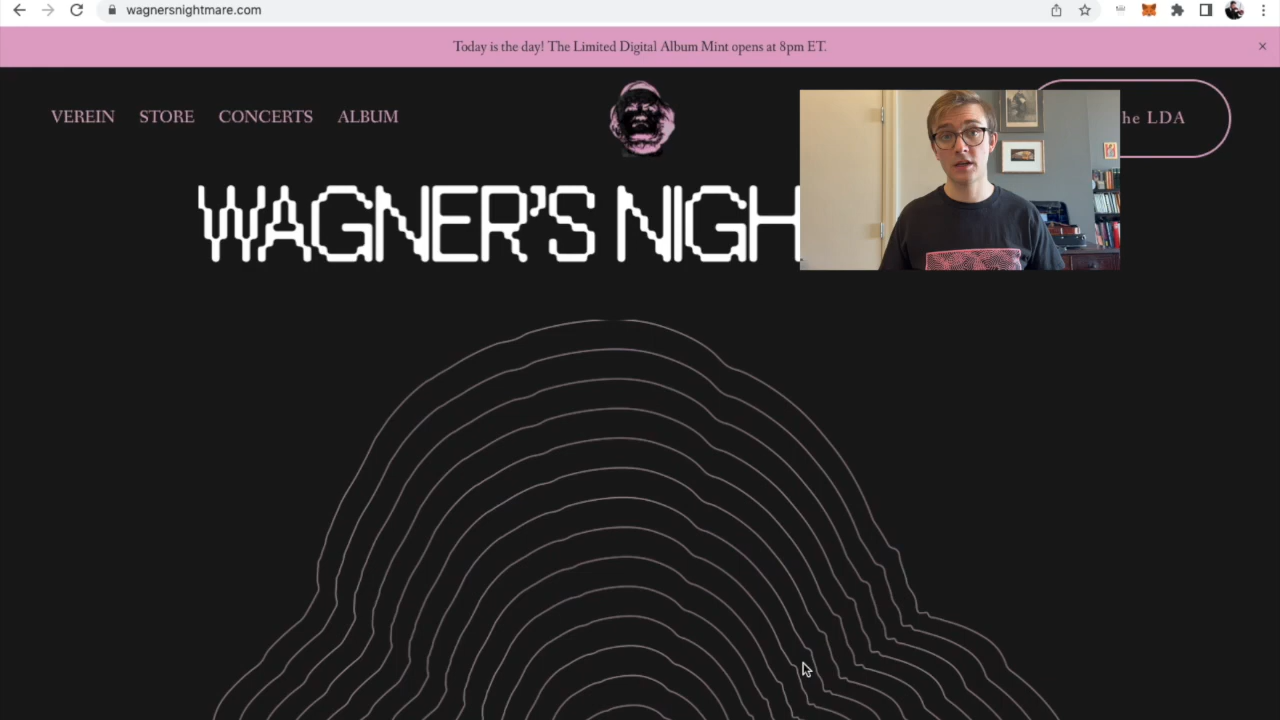 wagnersnightmare.com
Today is the day! The Limited Digital Album Mint opens at 8pm ET.
VEREIN STORE CONCERTS ALBUM
he LDA
WAGNER'S NIGH